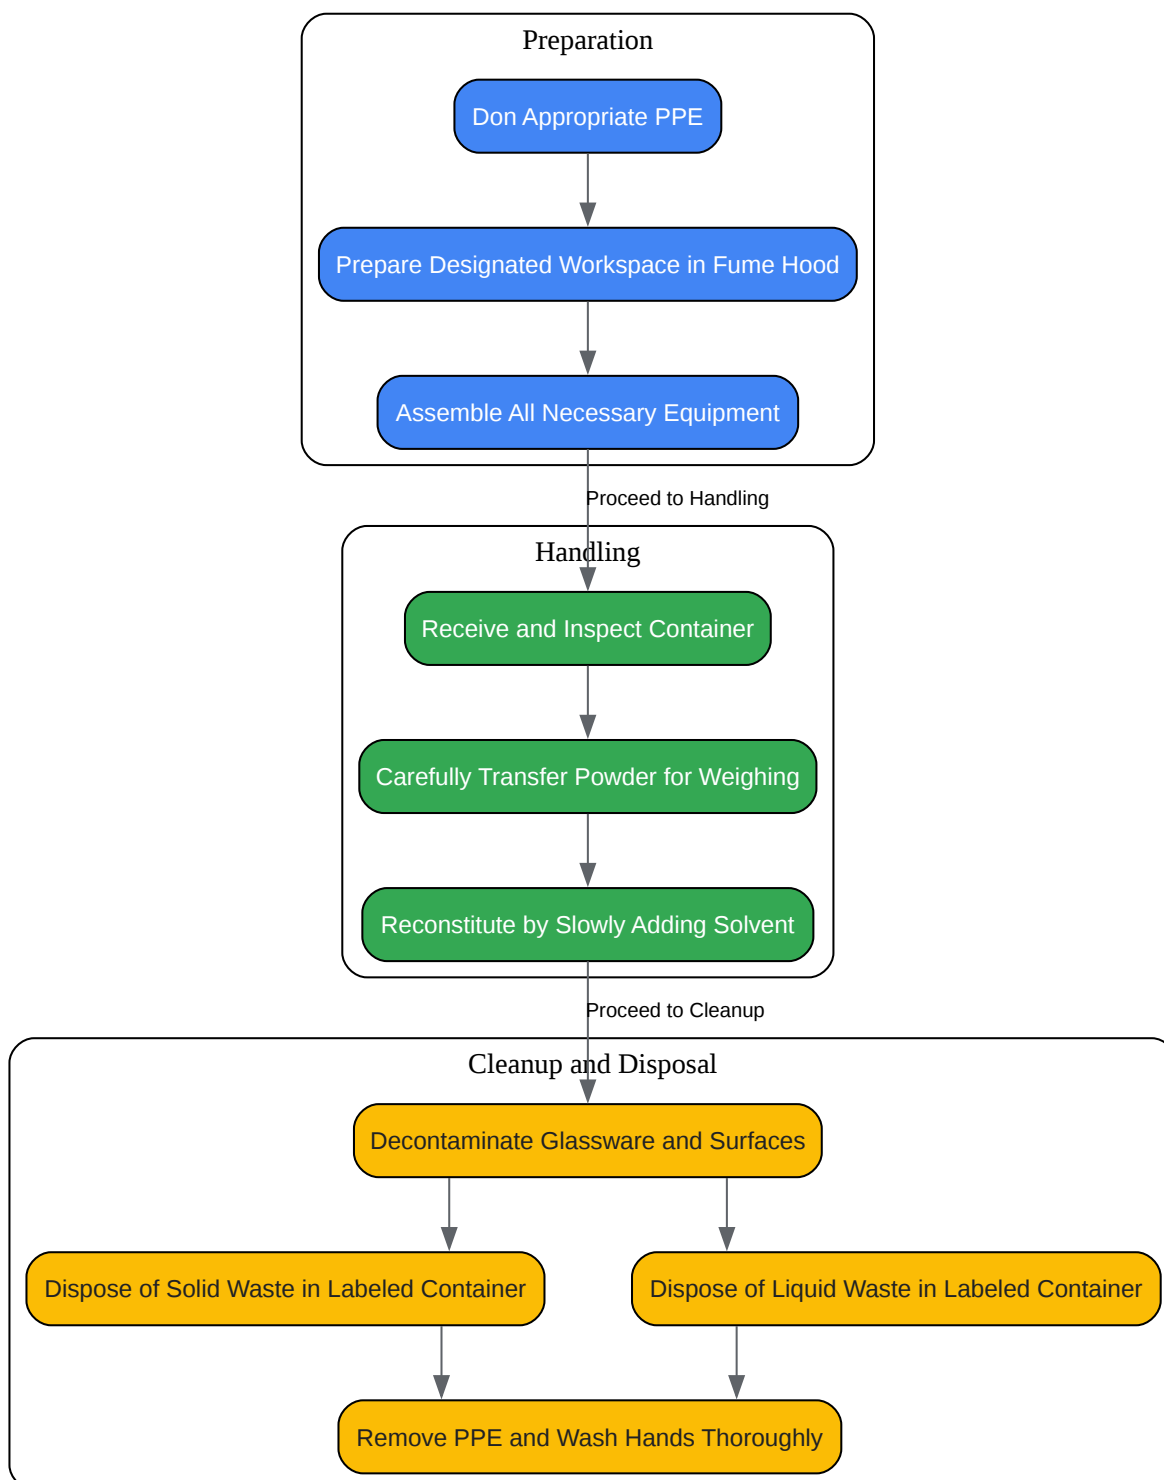 Preparation
Don Appropriate PPE
Prepare Designated Workspace in Fume Hood
Assemble All Necessary Equipment
Proceed to Handling
Handling
Receive and Inspect Container
Carefully Transfer Powder for Weighing
Reconstitute by Slowly Adding Solvent
Proceed to Cleanup
Cleanup and Disposal
Decontaminate Glassware and Surfaces
Dispose of Solid Waste in Labeled Container
Dispose of Liquid Waste in Labeled Container
Remove PPE and Wash Hands Thoroughly